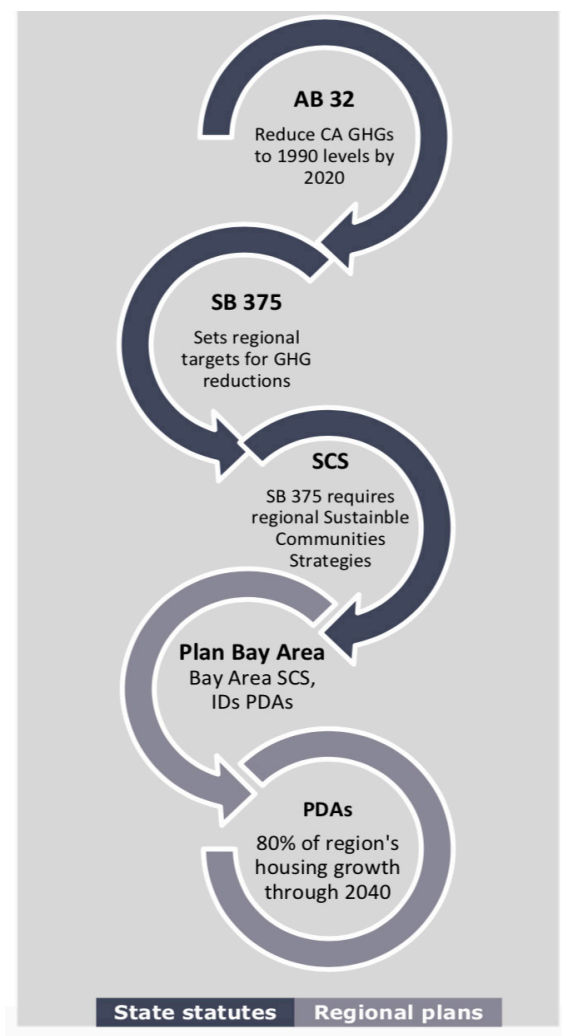 AB 32
Reduce CA GHGs
to 1990 levels by
2020
SB 375
Sets regional
targets for GHG
reductions
SCS
SB 375 requires
regional Sustainble
Communities
Strategies
Plan Bay Area
Bay Area SCS,
IDs PDAs
PDAs
80% of region's
housing growth
through 2040
State statutes Regional plans